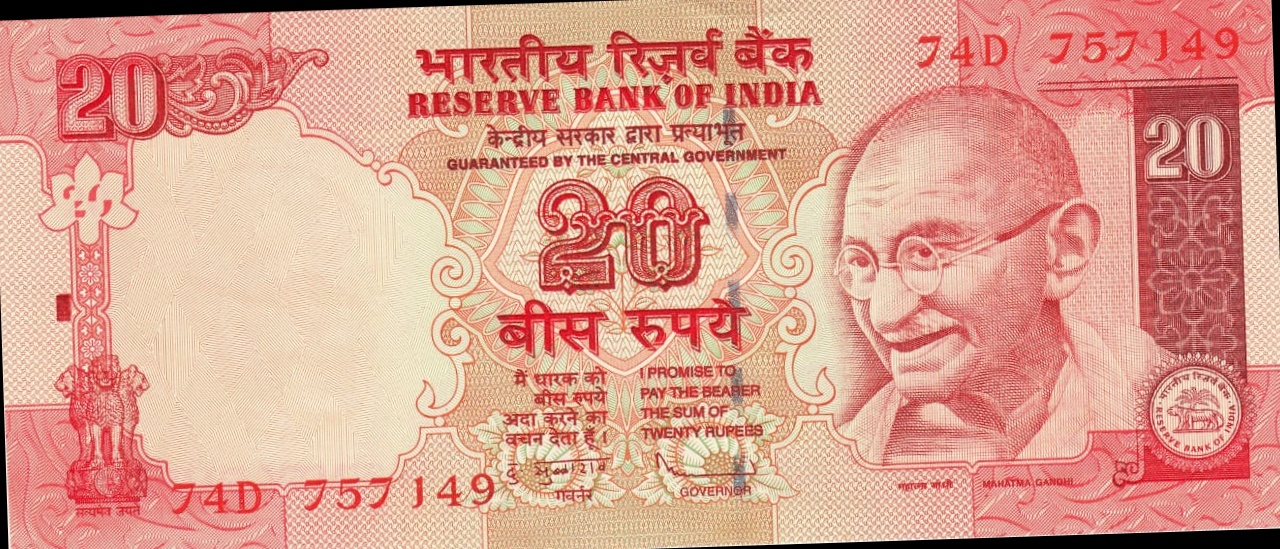 20
भारतीय रिज़र्व बैंक
RESERVE BANK OF INDIA
केन्द्रीय सरकार द्वारा प्रत्याभूत
GUARANTEED BY THE CENTRAL GOVERNMENT
74D 757149
20
20
बीस रुपये
मैं धारक को
बीस रुपये
अदा करने का
वचन देता हूँ ।
I PROMISE TO
PAY THE BEARER
THE SUM OF
TWENTY RUPEES
गवर्नर
GOVERNOR
सत्यमेव जयते
74D 757149
महात्मा गांधी
MAHATMA GANDHI
भारतीय रिज़र्व बैंक
RESERVE BANK OF INDIA